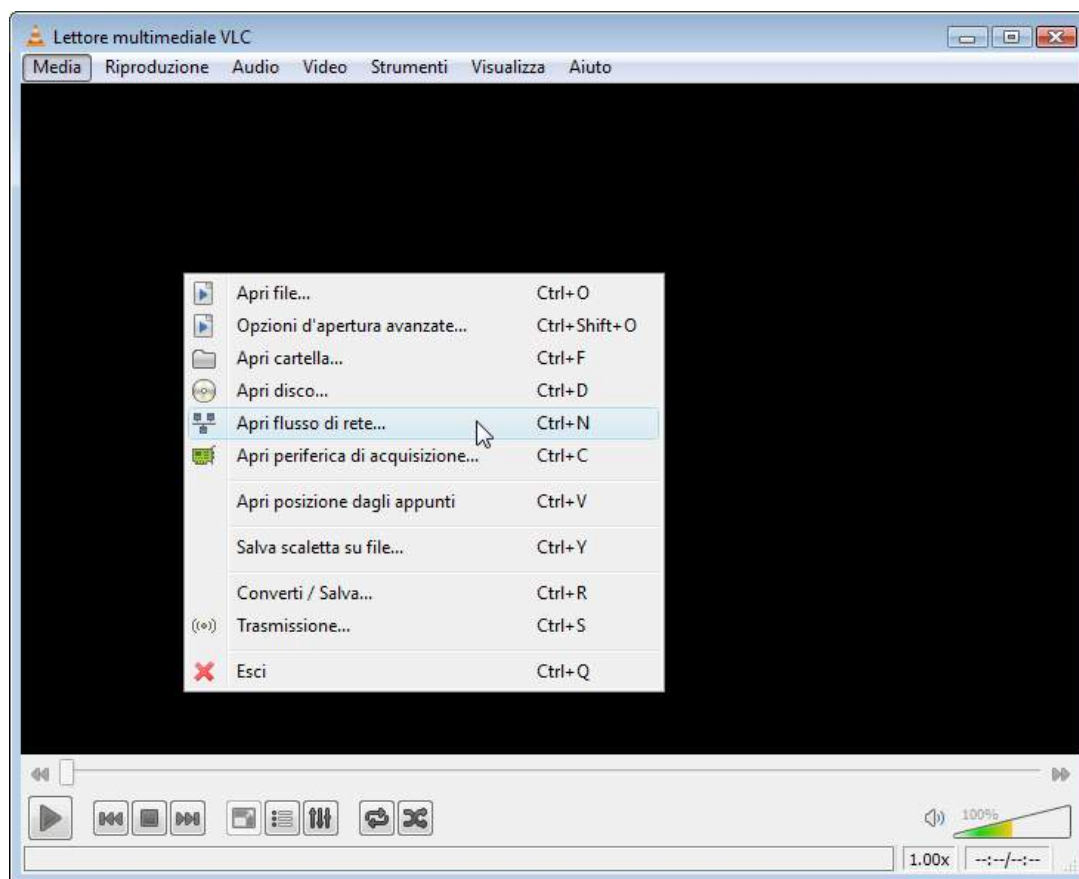 Lettore multimediale VLC
Media Riproduzione Audio Video Strumenti Visualizza Aiuto
Apri file... Ctrl+O
Opzioni d'apertura avanzate... Ctrl+Shift+O
Apri cartella... Ctrl+F
Apri disco... Ctrl+D
Apri flusso di rete... Ctrl+N
Apri periferica di acquisizione... Ctrl+C
Apri posizione dagli appunti Ctrl+V
Salva scaletta su file... Ctrl+Y
Converti / Salva... Ctrl+R
Trasmissione... Ctrl+S
Esci Ctrl+Q
100%
1.00x --:--/--:--